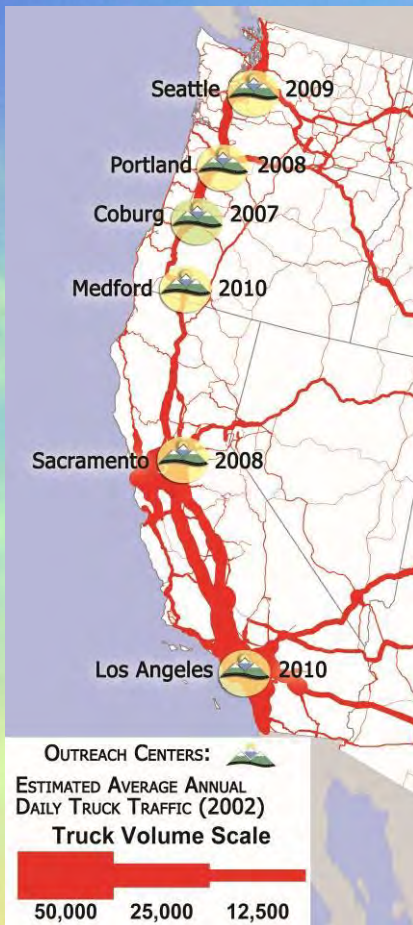 Seattle 2009
Portland 2008
Coburg 2007
Medford 2010
Sacramento 2008
Los Angeles 2010
OUTREACH CENTERS:
ESTIMATED AVERAGE ANNUAL
DAILY TRUCK TRAFFIC (2002)
Truck Volume Scale
50,000 25,000 12,500